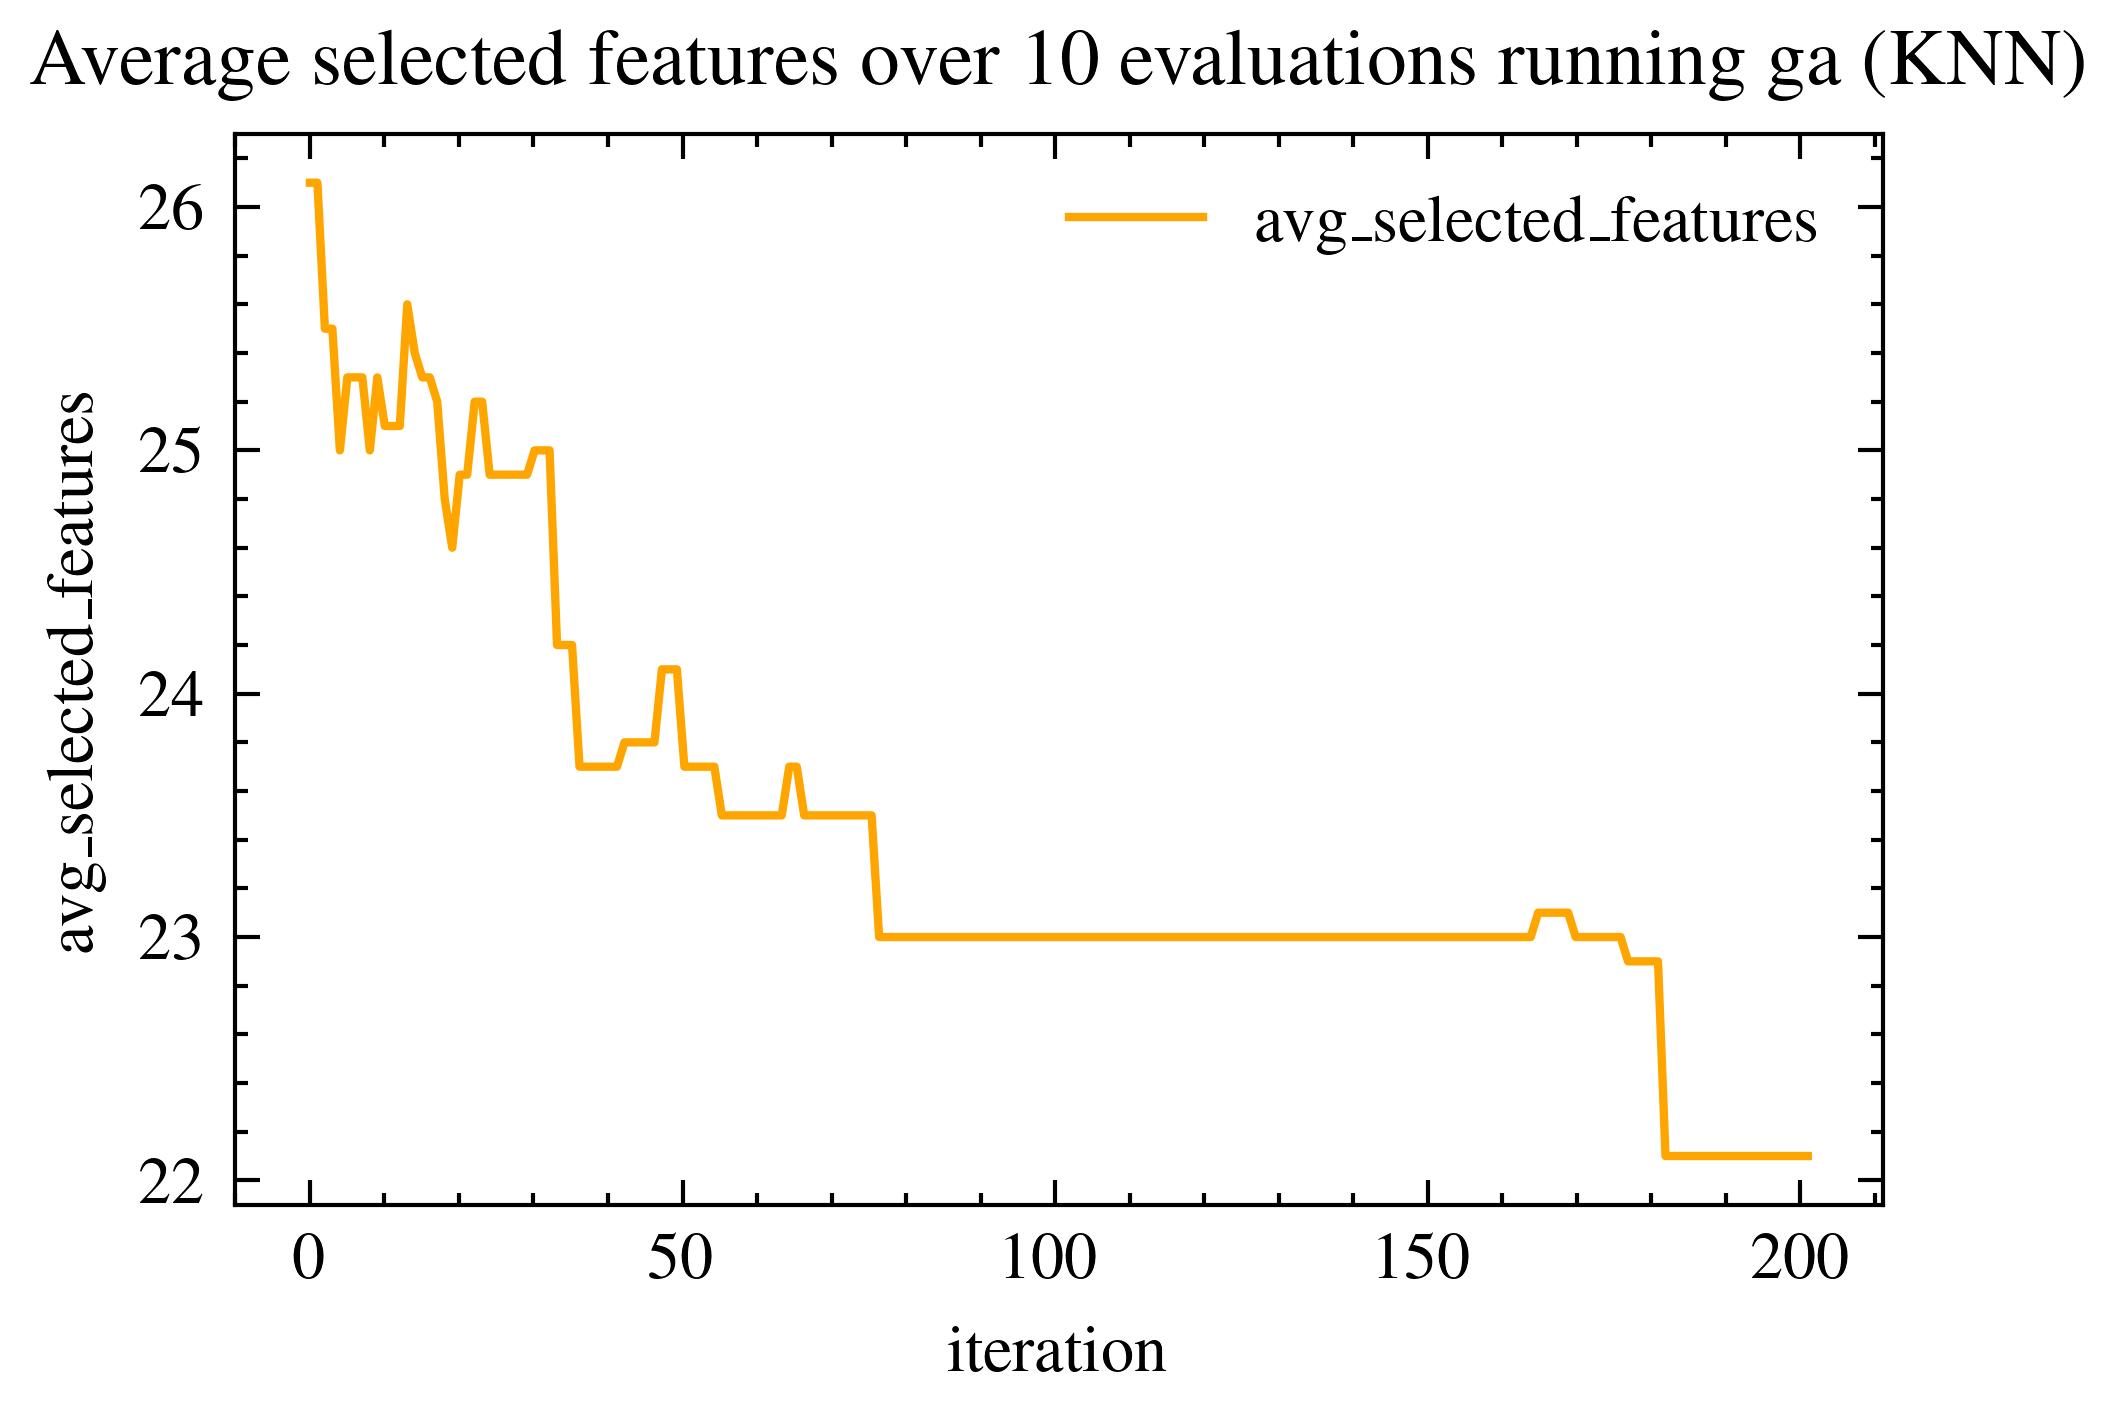 Average selected features over 10 evaluations running ga (KNN)
avg_selected_features
avg_selected_features
26
25
24
23
22
0 50 100 150 200
iteration